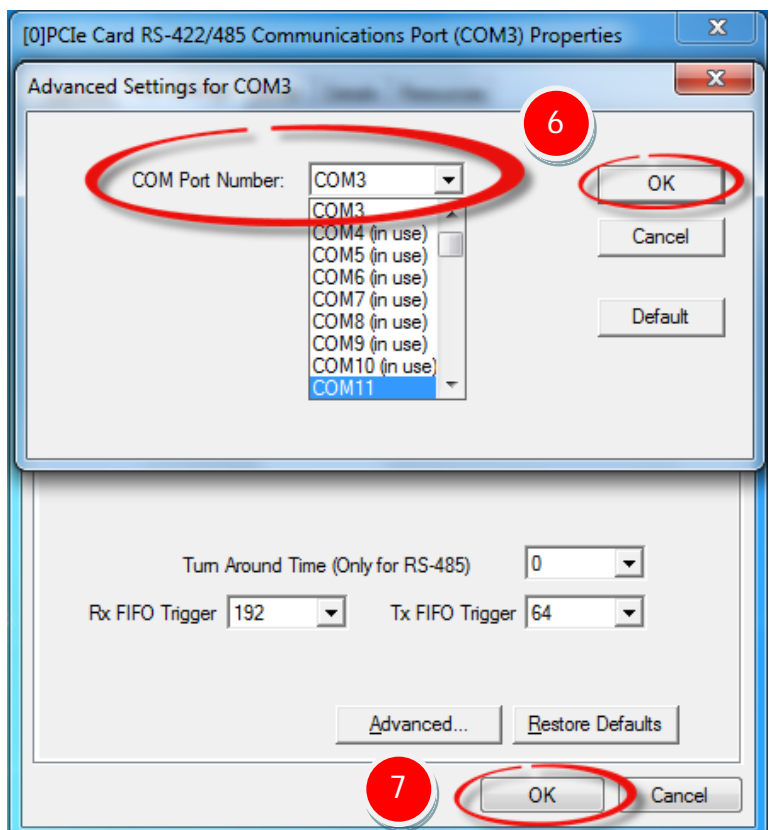 [0]PCIe Card RS-422/485 Communications Port (COM3) Properties
Advanced Settings for COM3
6
COM Port Number: COM3 OK
COM3
COM4 (in use)
Cancel
COM5 (in use)
COM6 (in use)
COM7 (in use)
COM8 (in use)
Default
COM9 (in use)
COM10 (in use)
COM11
Turn Around Time (Only for RS-485) 0
Rx FIFO Trigger 192 Tx FIFO Trigger 64
Advanced... Restore Defaults
7
OK Cancel